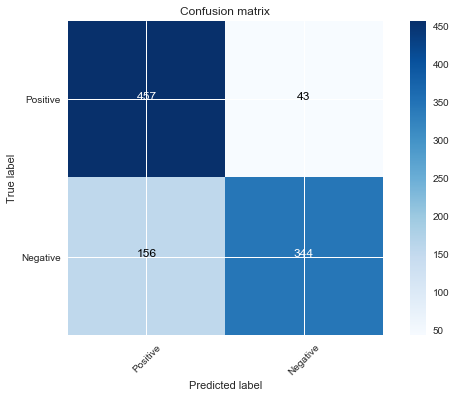 Confusion matrix
True label
Positive
Negative
457
43
156
344
Positive
Negative
Predicted label
450
400
350
300
250
200
150
100
50